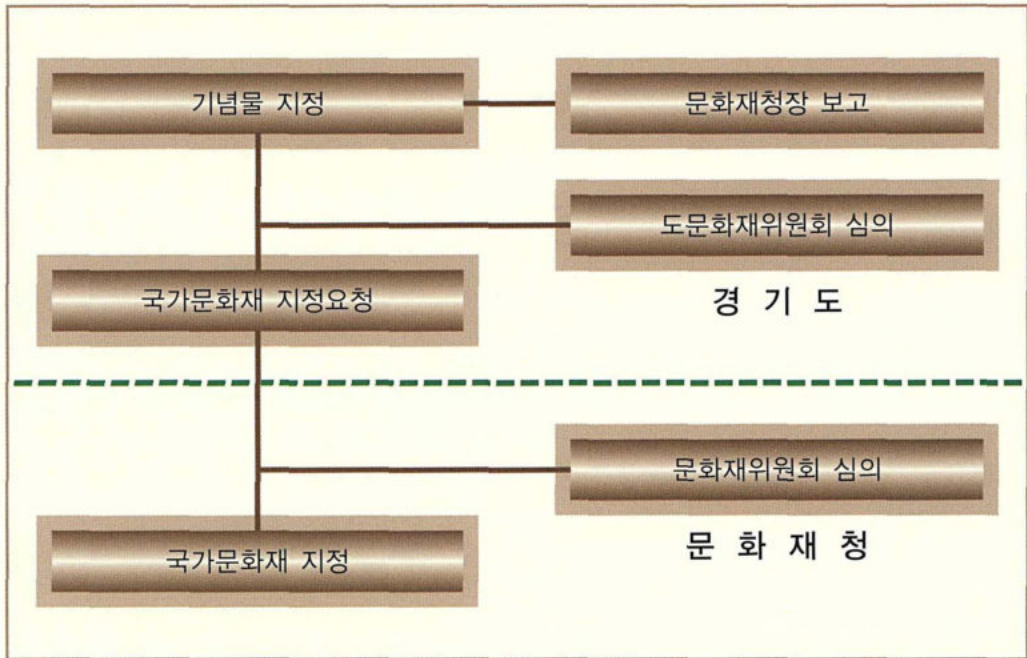 기념물 지정
문화재청장 보고
도문화재위원회 심의
국가문화재 지정요청
경 기 도
문화재위원회 심의
문 화 재 청
국가문화재 지정